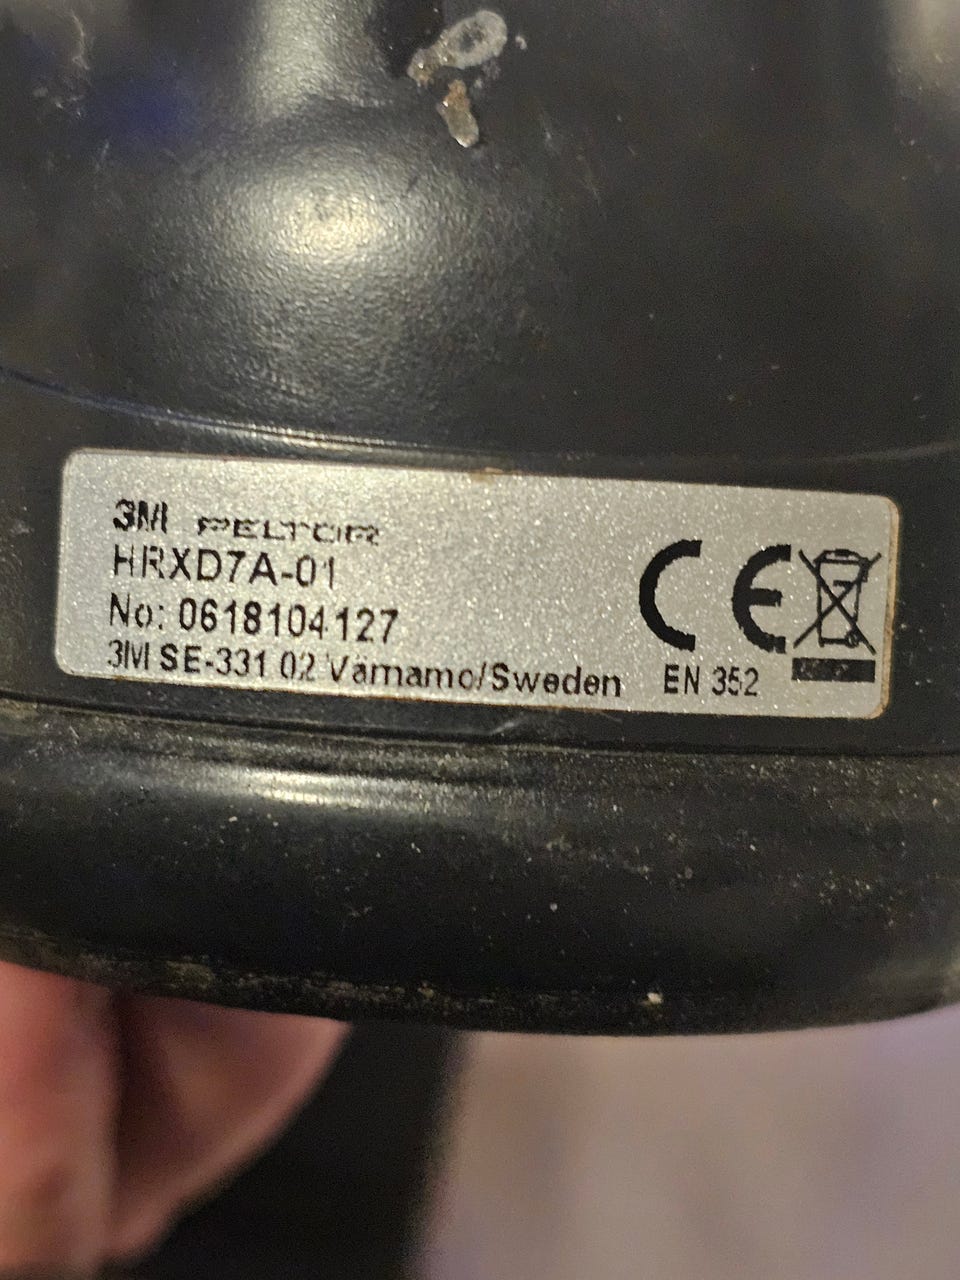 3M PELTOR
HRXD7A-01
No: 0618104127
3M SE-331 02 Värnamo/Sweden
CE
EN 352